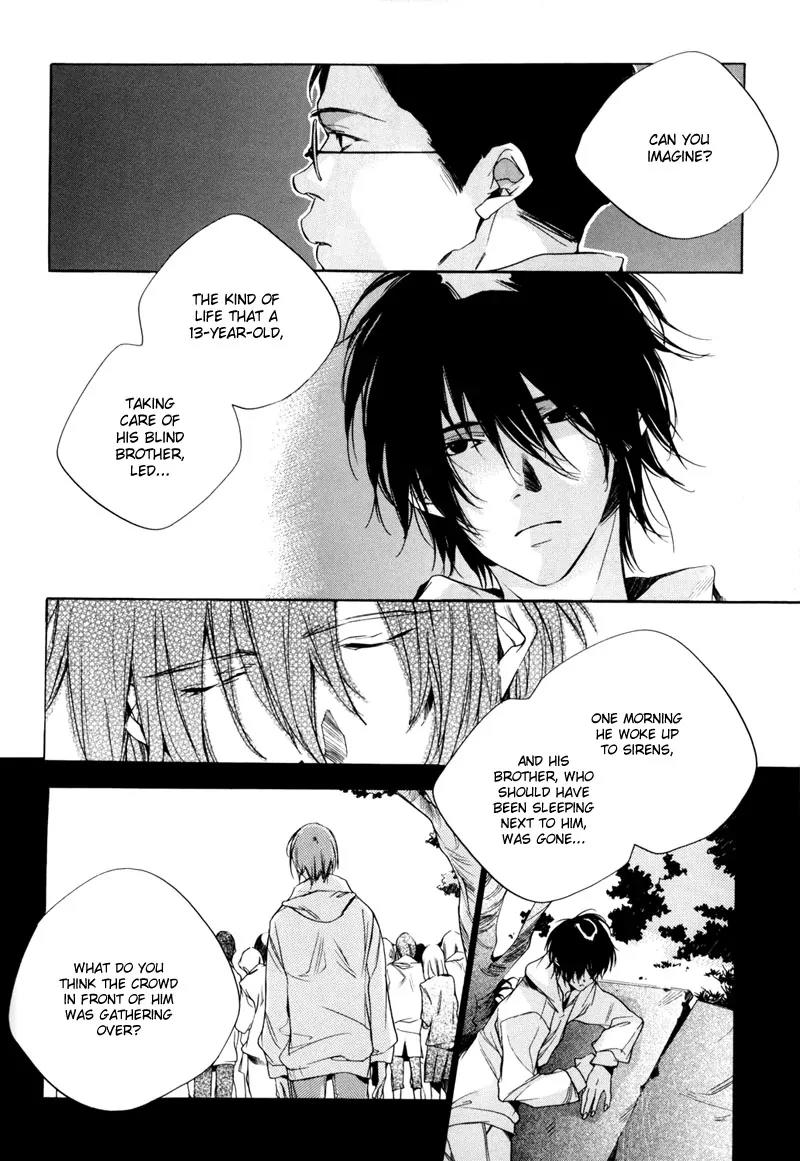 CAN YOU
IMAGINE?
THE KIND OF
LIFE THAT A
13-YEAR-OLD,
TAKING
CARE OF
HIS BLIND
BROTHER,
LED...
ONE MORNING
HE WOKE UP
TO SIRENS,
AND HIS
BROTHER, WHO
SHOULD HAVE
BEEN SLEEPING
NEXT TO HIM,
WAS GONE...
WHAT DO YOU
THINK THE CROWD
IN FRONT OF HIM
WAS GATHERING
OVER?